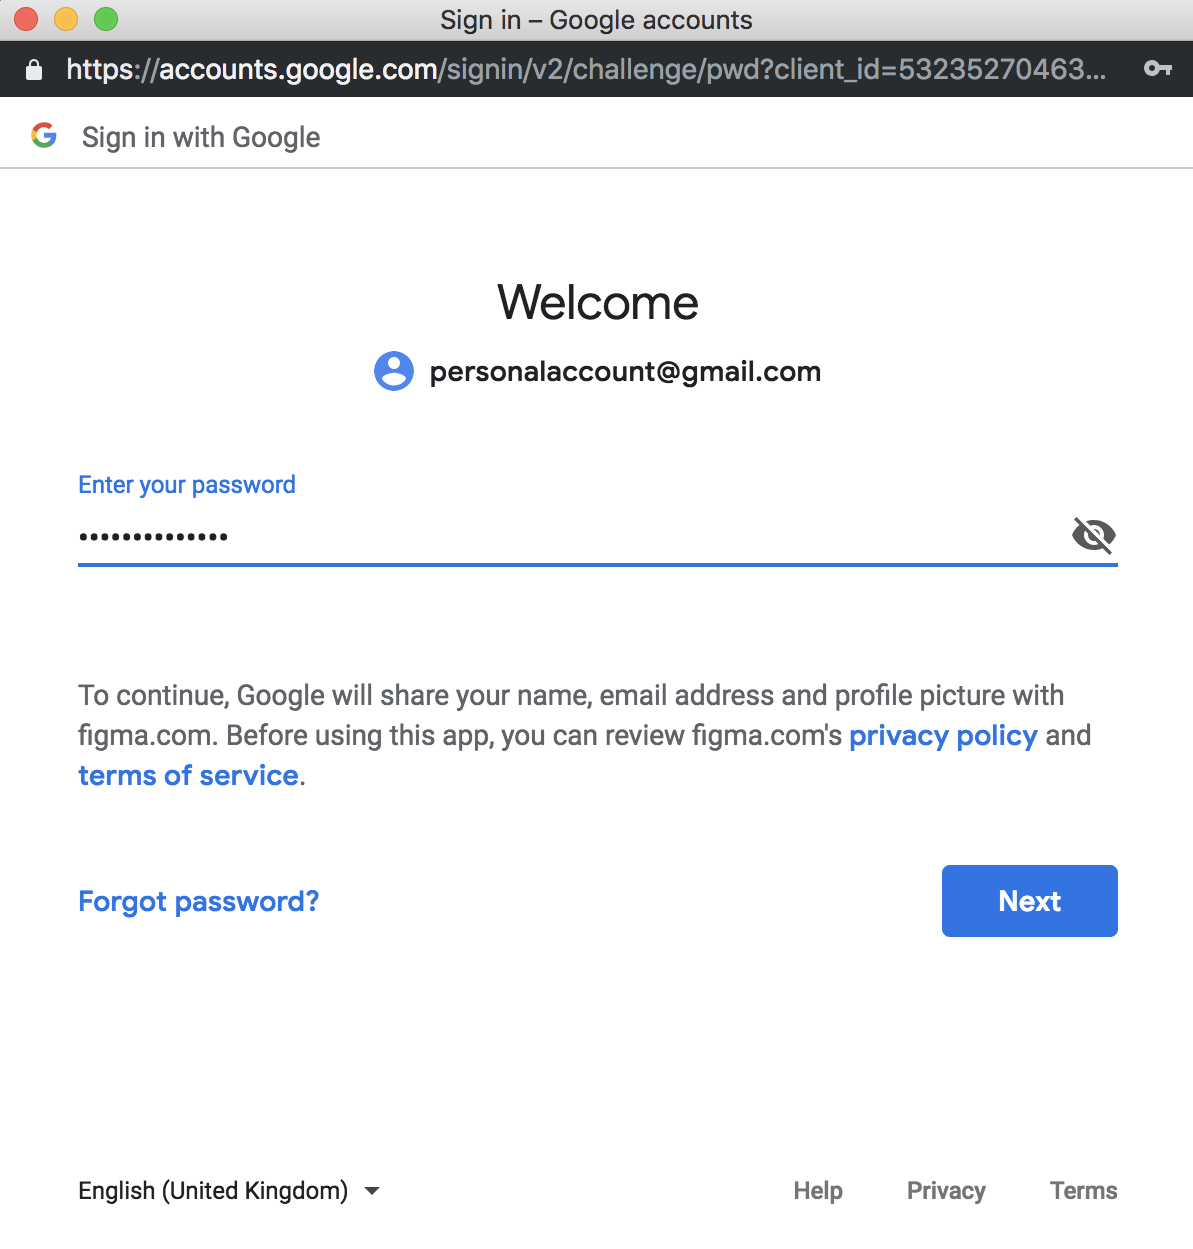 Sign in – Google accounts
https://accounts.google.com/signin/v2/challenge/pwd?client_id=53235270463...
Sign in with Google
Welcome
personalaccount@gmail.com
Enter your password
••••••••••••••
To continue, Google will share your name, email address and profile picture with
figma.com. Before using this app, you can review figma.com's privacy policy and
terms of service.
Forgot password?
Next
English (United Kingdom)
Help
Privacy
Terms